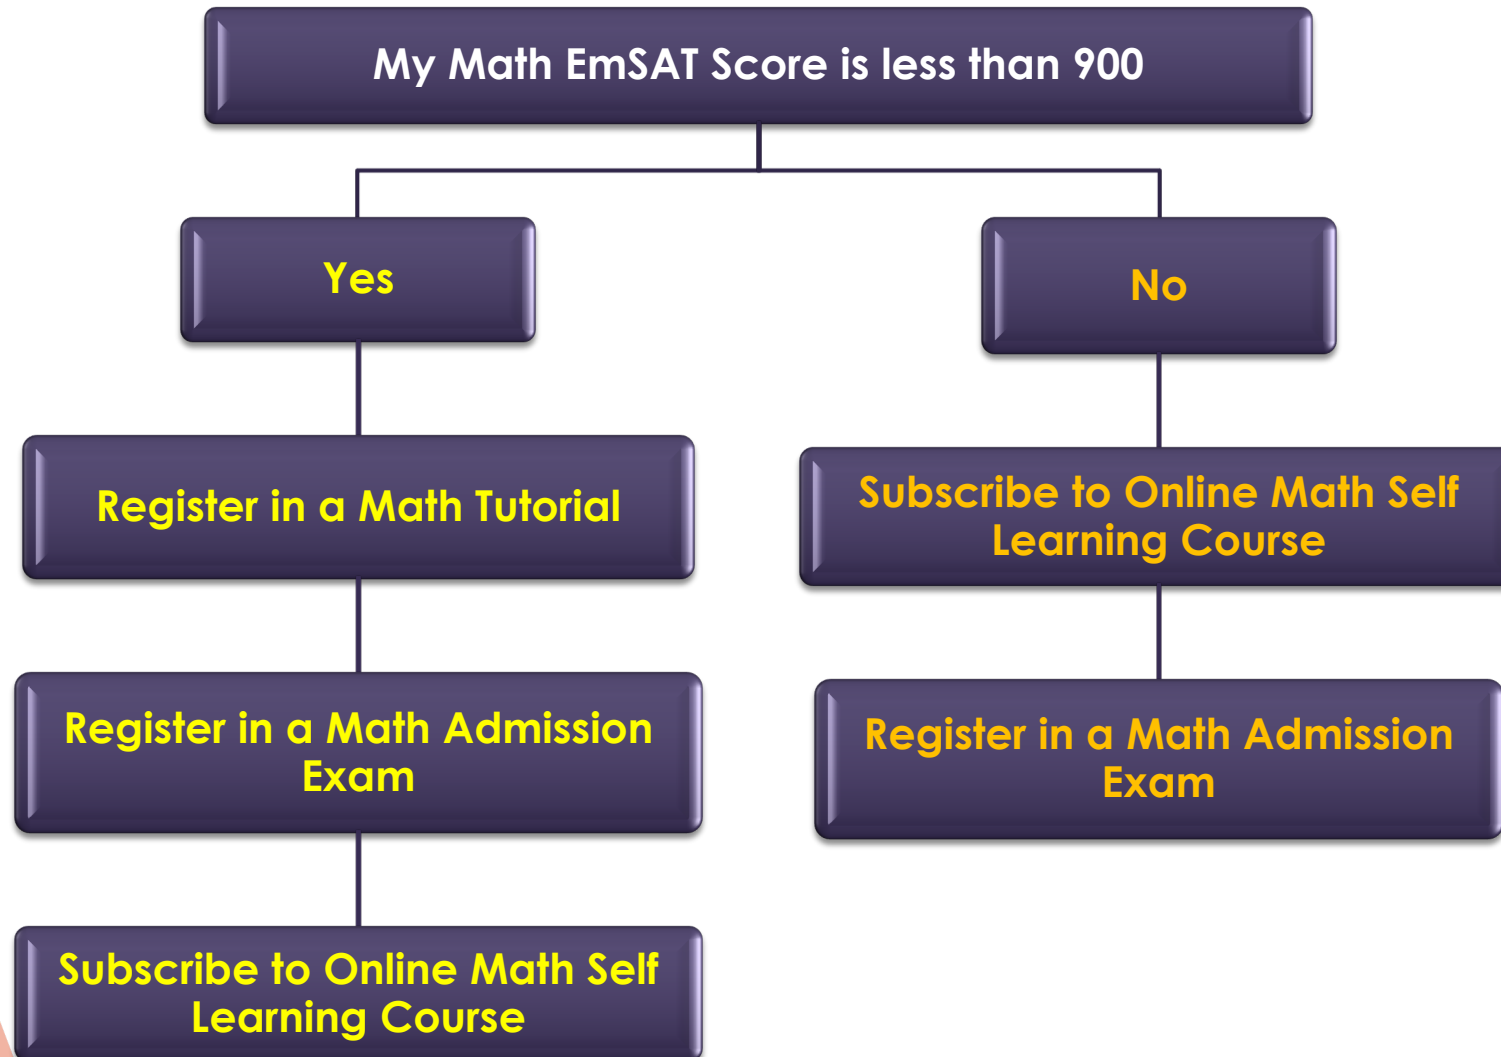 My Math EmSAT Score is less than 900
Yes
Register in a Math Tutorial
Register in a Math Admission
Exam
Subscribe to Online Math Self
Learning Course
No
Subscribe to Online Math Self
Learning Course
Register in a Math Admission
Exam